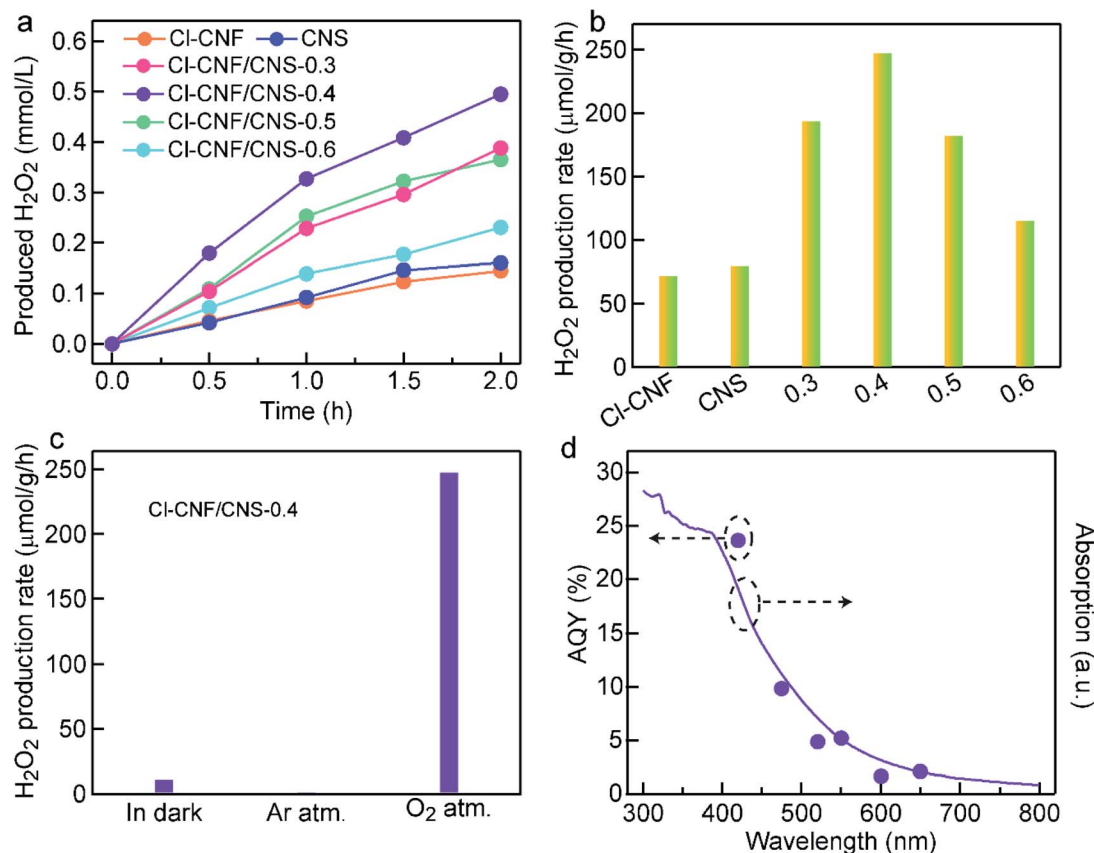 a
Produced H₂O₂ (mmol/L)
0.6
0.5
0.4
0.3
0.2
0.1
0.0
Cl-CNF CNS
Cl-CNF/CNS-0.3
Cl-CNF/CNS-0.4
Cl-CNF/CNS-0.5
Cl-CNF/CNS-0.6
0.0 0.5 1.0 1.5 2.0
Time (h)
b
H₂O₂ production rate (μmol/g/h)
250
200
150
100
50
0
Cl-CNF CNS 0.3 0.4 0.5 0.6
c
H₂O₂ production rate (μmol/g/h)
250
200
150
100
50
0
Cl-CNF/CNS-0.4
In dark Ar atm. O₂ atm.
d
AQY (%)
30
25
20
15
10
5
0
300 400 500 600 700 800
Wavelength (nm)
Absorption (a.u.)